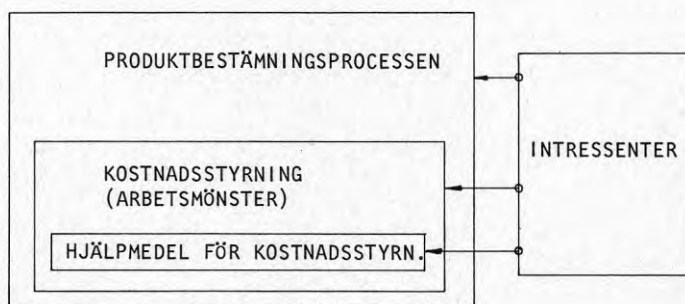 PRODUKTBESTÄMNINGSPROCESSEN
INTRESSENTER
KOSTNADSSTYRNING
(ARBETSMÖNSTER)
HJÄLPMEDEL FÖR KOSTNADSSTYRN.